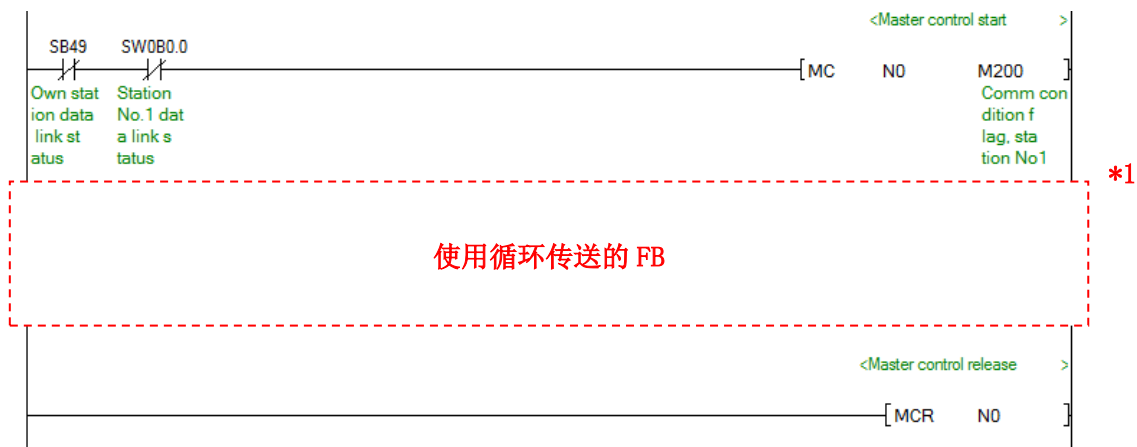 <Master control start >
SB49 SW0B0.0
[ MC N0 M200 ]
Own stat Station Comm con
ion data No.1 dat dition f
link st a link s lag, sta
atus tatus tion No1
*1
使用循环传送的 FB
<Master control release >
[ MCR N0 ]